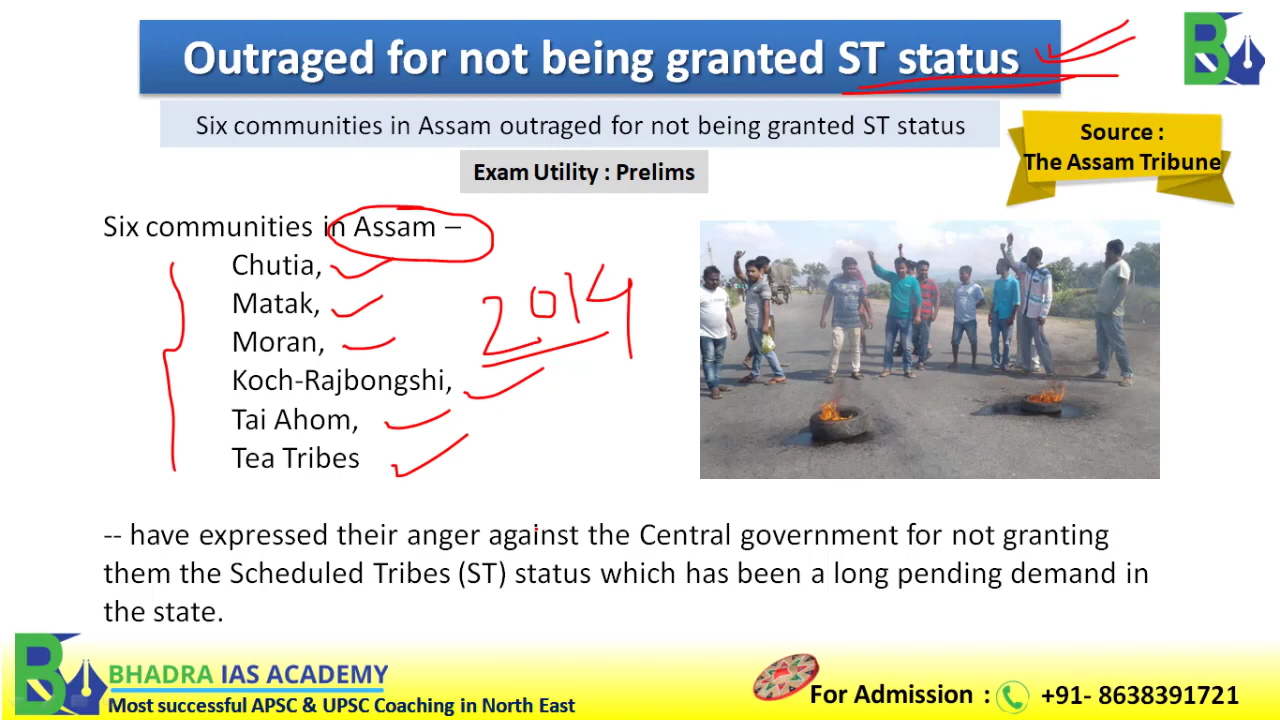 Outraged for not being granted ST status
Six communities in Assam outraged for not being granted ST status
Source :
The Assam Tribune
Exam Utility : Prelims
Six communities in Assam –
Chutia,
Matak,
2014
Moran,
Koch-Rajbongshi,
Tai Ahom,
Tea Tribes
-- have expressed their anger against the Central government for not granting
them the Scheduled Tribes (ST) status which has been a long pending demand in
the state.
BHADRA IAS ACADEMY
Most successful APSC & UPSC Coaching in North East
For Admission : +91- 8638391721